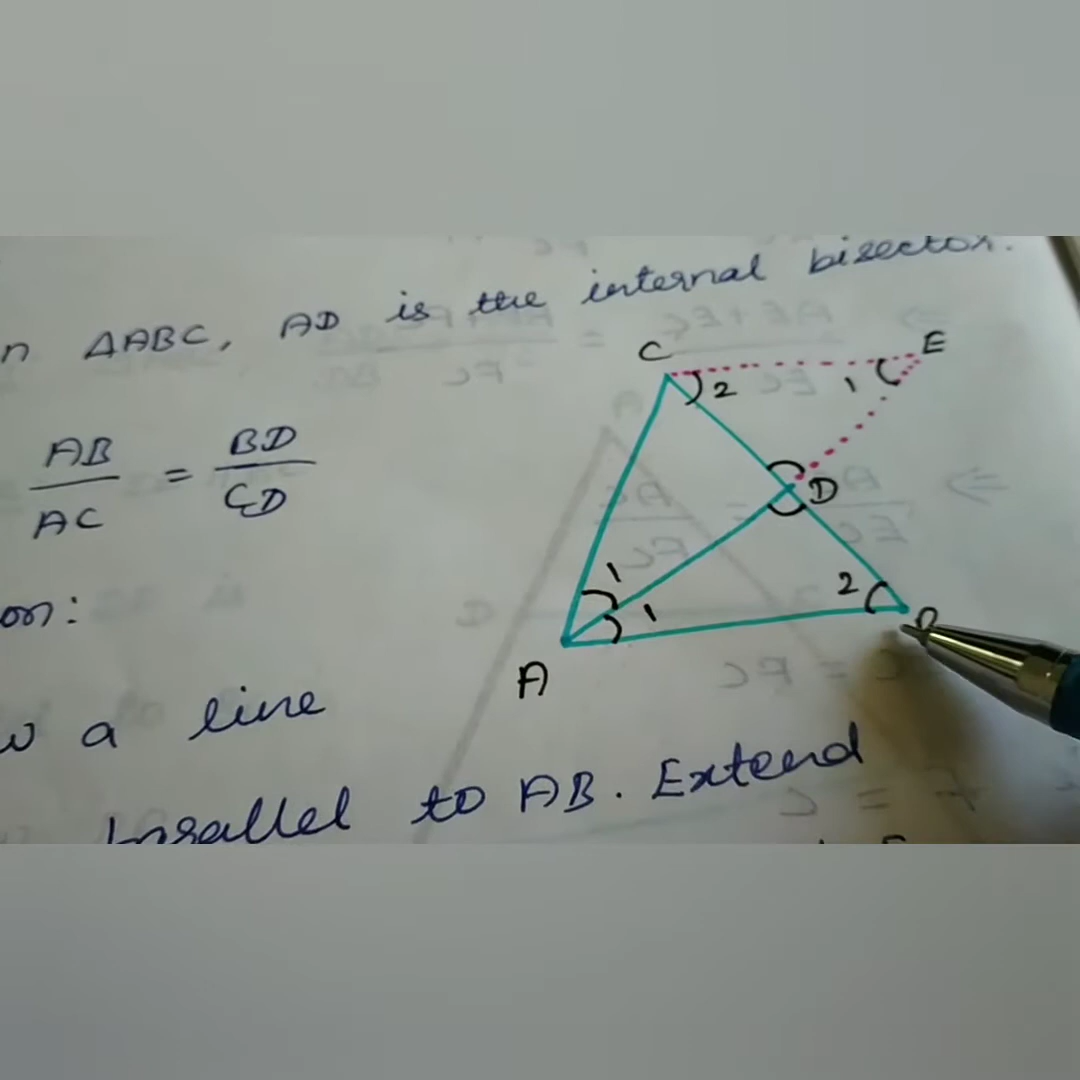 n ΔABC, AD is the internal bisector.
AB/AC = BD/CD
on:
w a line
parallel to AB. Extend
C
E
2
1
D
1
1
2
A